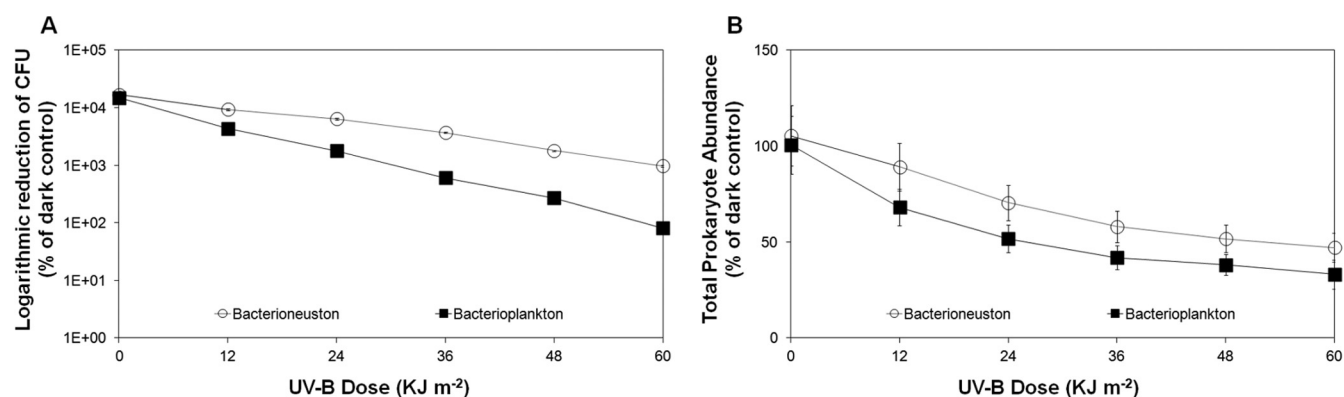 A
Logarithmic reduction of CFU
(% of dark control)
1E+05
1E+04
1E+03
1E+02
1E+01
1E+00
Bacterioneuston
Bacterioplankton
0
12
24
36
48
60
UV-B Dose (KJ m-2)
B
Total Prokaryote Abundance
(% of dark control)
150
100
50
0
Bacterioneuston
Bacterioplankton
0
12
24
36
48
60
UV-B Dose (KJ m-2)